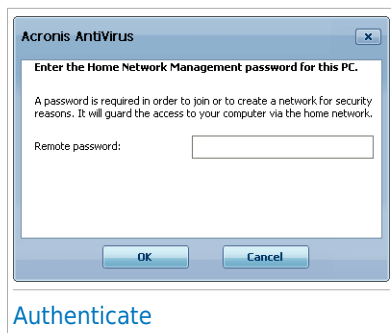 Acronis AntiVirus
Enter the Home Network Management password for this PC.
A password is required in order to join or to create a network for security
reasons. It will guard the access to your computer via the home network.
Remote password:
OK Cancel
Authenticate